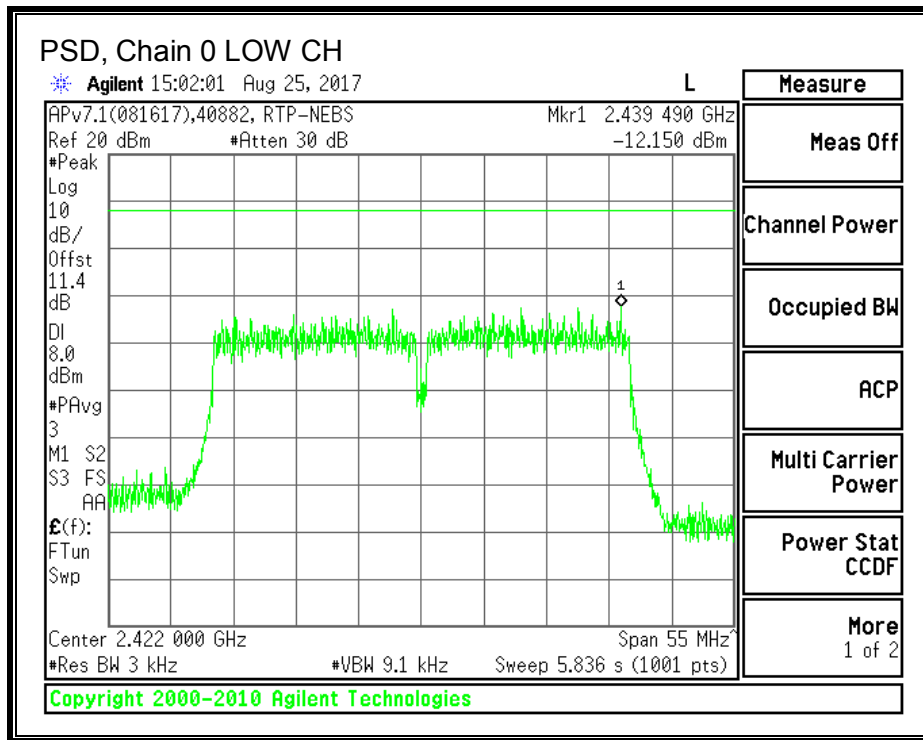 PSD, Chain 0 LOW CH
Agilent 15:02:01 Aug 25, 2017 L
Measure
APv7.1(081617),40882, RTP-NEBS Mkr1 2.439 490 GHz
Ref 20 dBm #Atten 30 dB -12.150 dBm
#Peak
Log
10
dB/
Offst
11.4
dB
DI
8.0
dBm
#PAvg
3
M1 S2
S3 FS
AA
£(f):
FTun
Swp
1
Center 2.422 000 GHz Span 55 MHz^
#Res BW 3 kHz #VBW 9.1 kHz Sweep 5.836 s (1001 pts)
Meas Off
Channel Power
Occupied BW
ACP
Multi Carrier
Power
Power Stat
CCDF
More
1 of 2
Copyright 2000-2010 Agilent Technologies